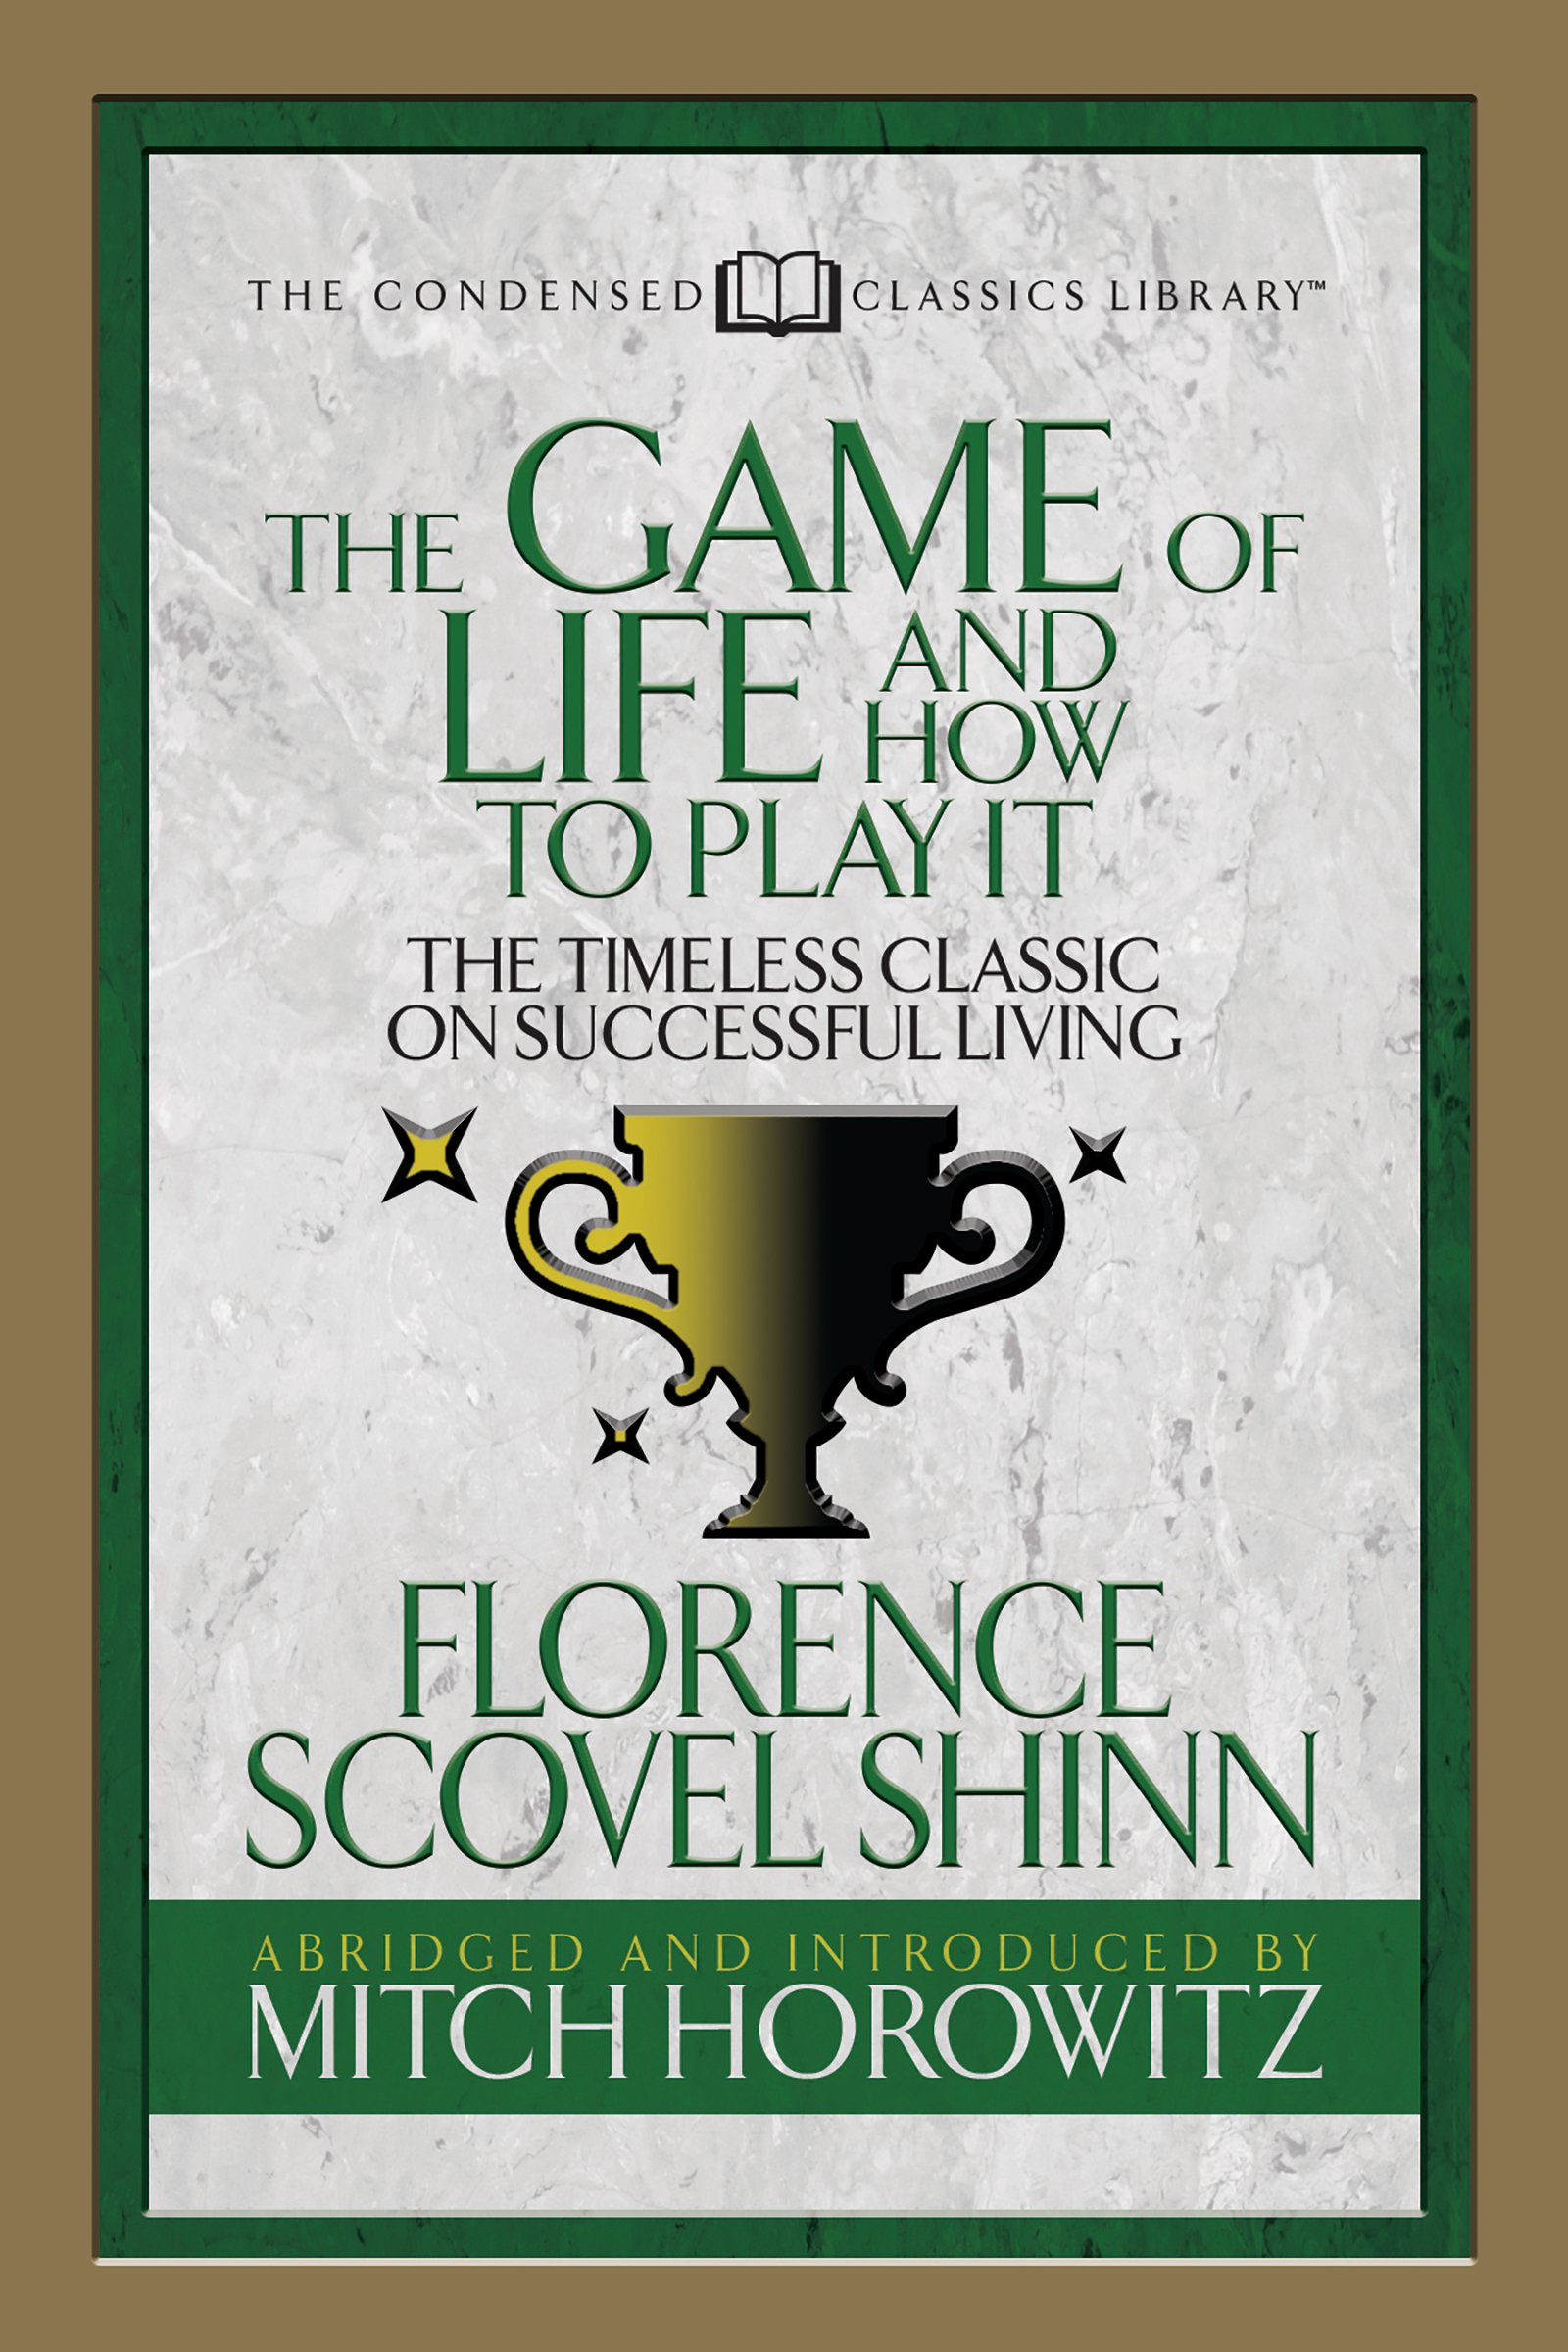 THE CONDENSED CLASSICS LIBRARY™
THE GAME OF
LIFE AND
HOW
TO PLAY IT
THE TIMELESS CLASSIC
ON SUCCESSFUL LIVING
FLORENCE
SCOVEL SHINN
ABRIDGED AND INTRODUCED BY
MITCH HOROWITZ